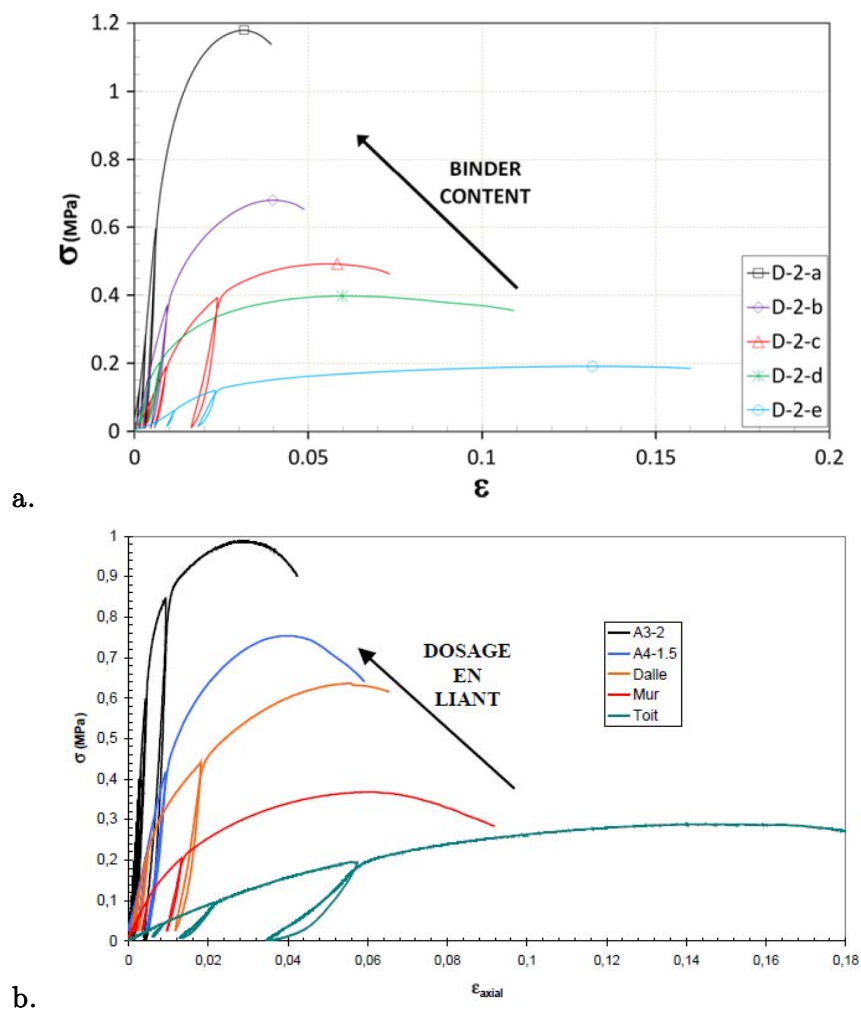 1.2
1
0.8
0.6
0.4
0.2
0
σ(MPa)
BINDER
CONTENT
D-2-a
D-2-b
D-2-c
D-2-d
D-2-e
0 0.05 0.1 0.15 0.2
ε
a.
1
0,9
0,8
0,7
0,6
0,5
0,4
0,3
0,2
0,1
0
σ (MPa)
DOSAGE
EN
LIANT
A3-2
A4-1.5
Dalle
Mur
Toit
0 0,02 0,04 0,06 0,08 0,1 0,12 0,14 0,16 0,18
εaxial
b.